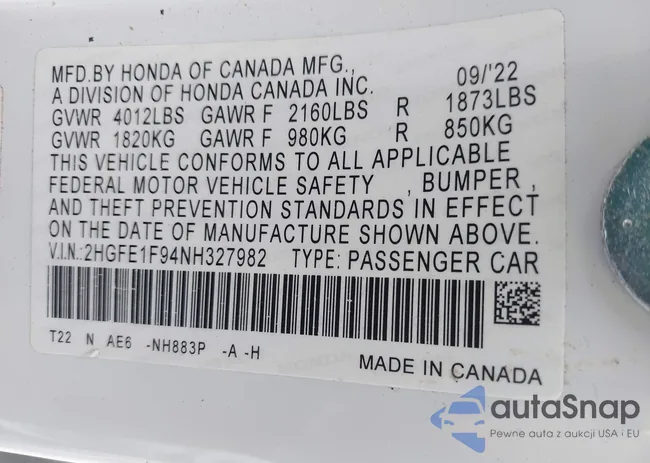 MFD.BY HONDA OF CANADA MFG., 09/'22
A DIVISION OF HONDA CANADA INC.
GVWR 4012LBS GAWR F 2160LBS R 1873LBS
GVWR 1820KG GAWR F 980KG R 850KG
THIS VEHICLE CONFORMS TO ALL APPLICABLE
FEDERAL MOTOR VEHICLE SAFETY , BUMPER ,
AND THEFT PREVENTION STANDARDS IN EFFECT
ON THE DATE OF MANUFACTURE SHOWN ABOVE.
V.I.N.:2HGFE1F94NH327982 TYPE: PASSENGER CAR
T22 N AE6 -NH883P -A -H
MADE IN CANADA
autaSnap
Pewne auta z aukcji USA i EU